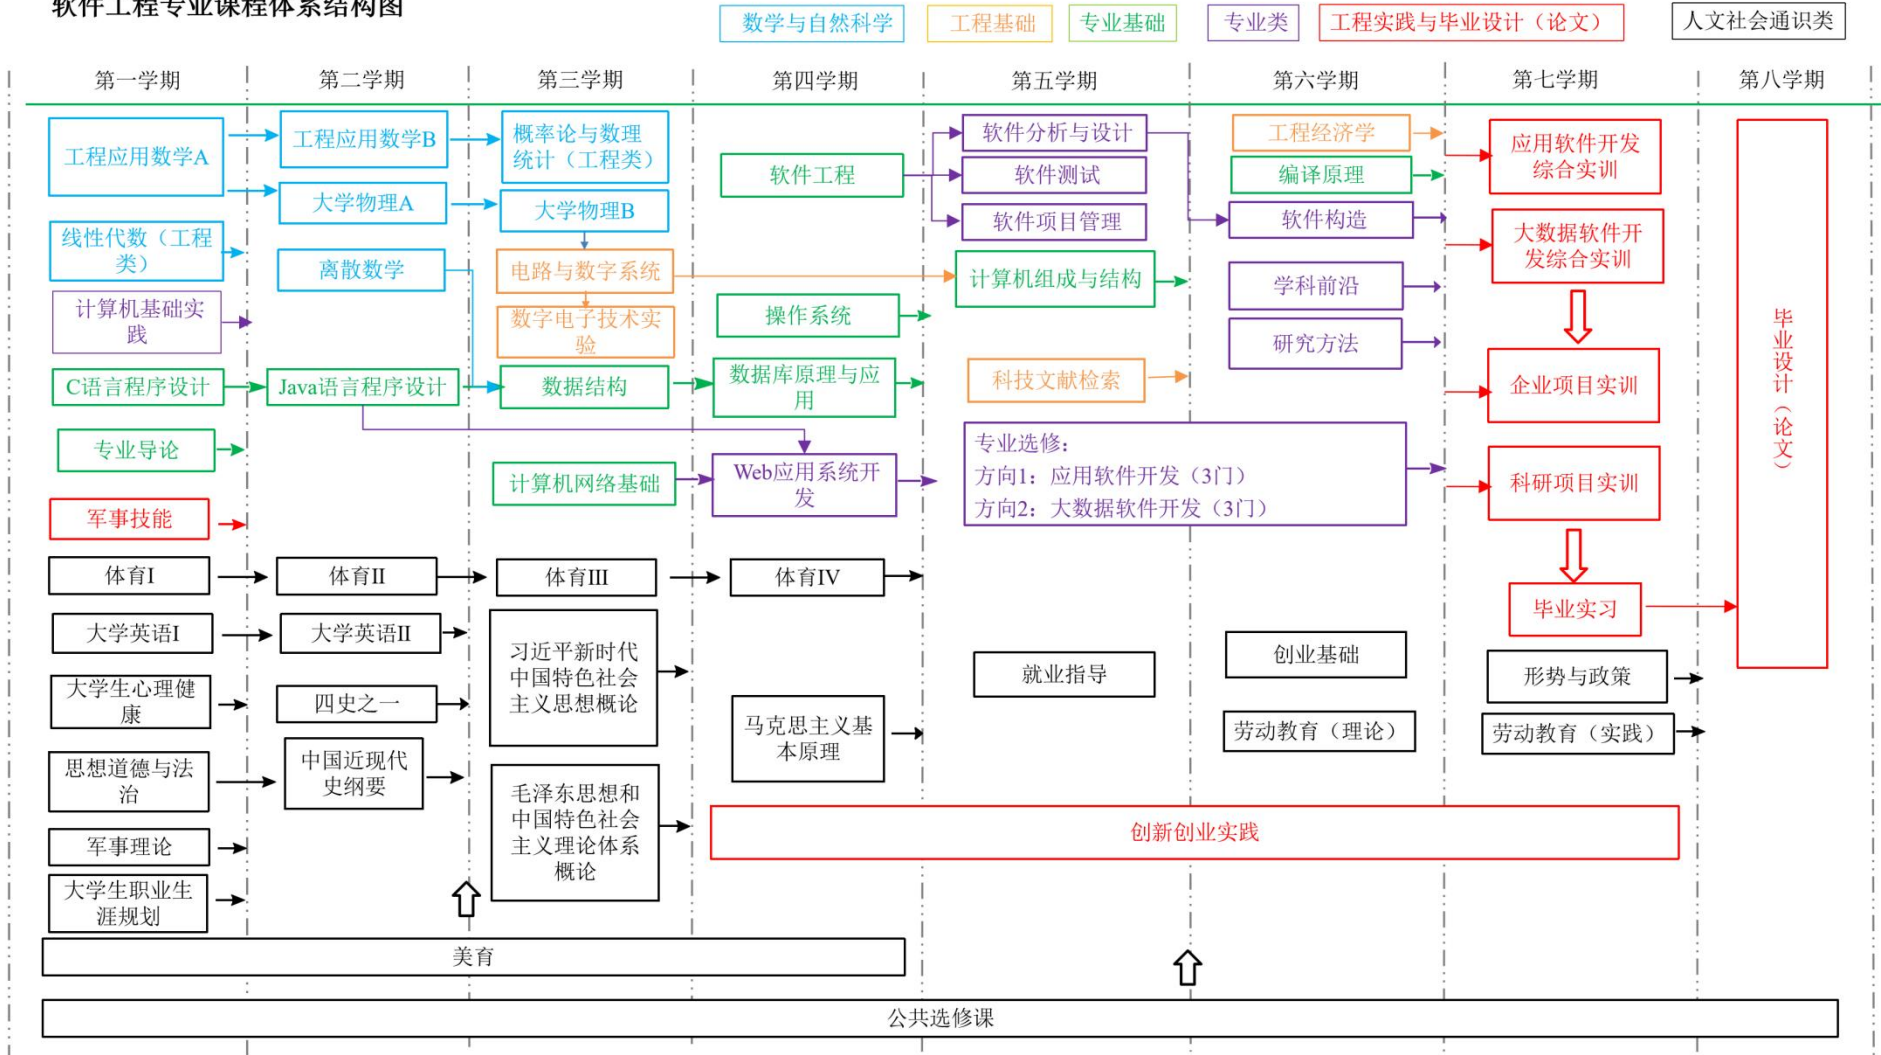 软件工程专业课程体系结构图
数学与自然科学
工程基础
专业基础
专业类
工程实践与毕业设计（论文）
人文社会通识类
第一学期
第二学期
第三学期
第四学期
第五学期
第六学期
第七学期
第八学期
工程应用数学A
线性代数（工程
类）
计算机基础实
践
C语言程序设计
专业导论
军事技能
体育I
大学英语I
大学生心理健
康
思想道德与法
治
军事理论
大学生职业生
涯规划
工程应用数学B
大学物理A
离散数学
Java语言程序设计
体育II
大学英语II
四史之一
中国近现代
史纲要
概率论与数理
统计（工程类）
大学物理B
电路与数字系统
数字电子技术实
验
数据结构
计算机网络基础
体育III
习近平新时代
中国特色社会
主义思想概论
毛泽东思想和
中国特色社会
主义理论体系
概论
软件工程
操作系统
数据库原理与应
用
Web应用系统开
发
体育IV
马克思主义基
本原理
软件分析与设计
软件测试
软件项目管理
计算机组成与结构
科技文献检索
专业选修：
方向1：应用软件开发（3门）
方向2：大数据软件开发（3门）
就业指导
工程经济学
编译原理
软件构造
学科前沿
研究方法
创业基础
劳动教育（理论）
应用软件开发
综合实训
大数据软件开
发综合实训
企业项目实训
科研项目实训
毕业实习
形势与政策
劳动教育（实践）
毕业设计（论文）
创新创业实践
美育
公共选修课